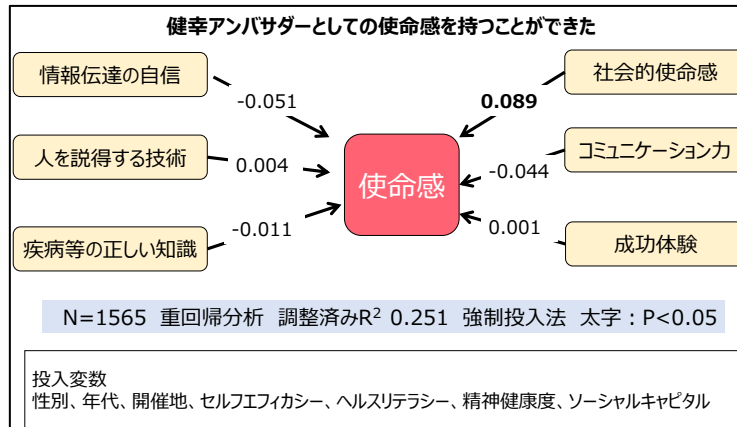 健幸アンバサダーとしての使命感を持つことができた
情報伝達の自信
社会的使命感
-0.051
0.089
人を説得する技術
コミュニケーション力
0.004
使命感
-0.044
疾病等の正しい知識
-0.011
0.001
成功体験
N=1565 重回帰分析 調整済みR² 0.251 強制投入法 太字：P<0.05
投入変数
性別、年代、開催地、セルフエフィカシー、ヘルスリテラシー、精神健康度、ソーシャルキャピタル